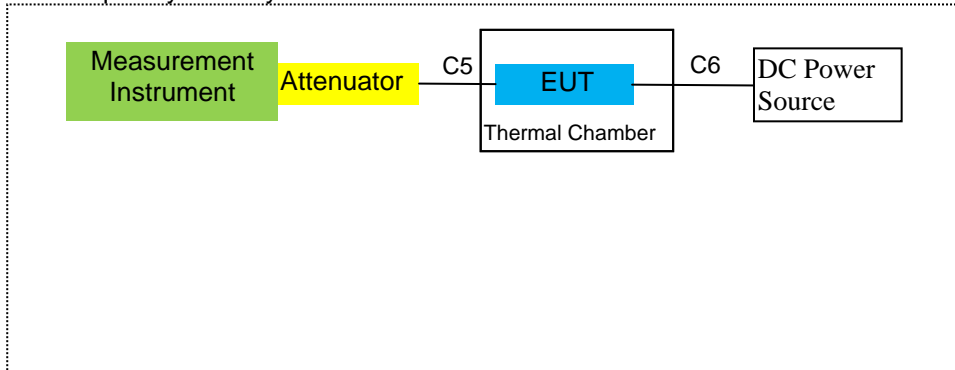 Measurement
Instrument
Attenuator
C5
EUT
Thermal Chamber
C6
DC Power
Source